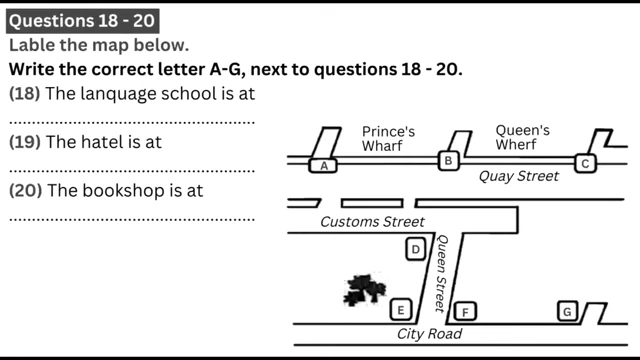 Questions 18 - 20
Lable the map below.
Write the correct letter A-G, next to questions 18 - 20.
(18) The lanquage school is at
......................................................
(19) The hatel is at
......................................................
(20) The bookshop is at
......................................................
Prince's
Wharf
Queen's
Wherf
A
B
C
Quay Street
Customs Street
D
Queen Street
E
F
G
City Road